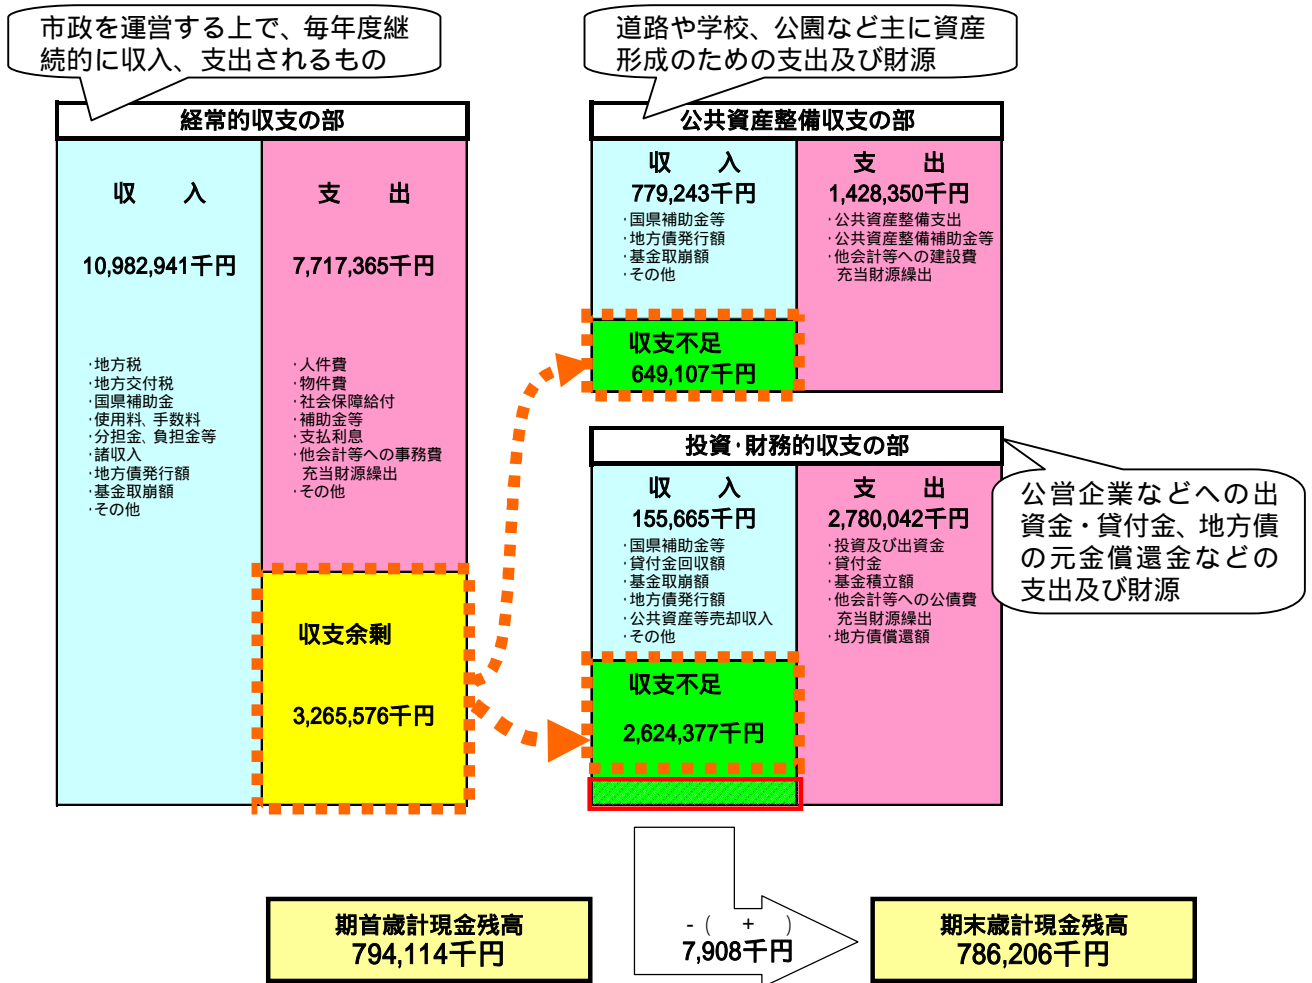 市政を運営する上で、毎年度継
続的に収入、支出されるもの
道路や学校、公園など主に資産
形成のための支出及び財源
経常的収支の部
収 入
10,982,941千円
・地方税
・地方交付税
・国県補助金
・使用料、手数料
・分担金、負担金等
・諸収入
・地方債発行額
・基金取崩額
・その他
支 出
7,717,365千円
・人件費
・物件費
・社会保障給付
・補助金等
・支払利息
・他会計等への事務費
充当財源繰出
・その他
収支余剰
3,265,576千円
公共資産整備収支の部
収 入
779,243千円
・国県補助金等
・地方債発行額
・基金取崩額
・その他
収支不足
649,107千円
支 出
1,428,350千円
・公共資産整備支出
・公共資産整備補助金等
・他会計等への建設費
充当財源繰出
投資・財務的収支の部
収 入
155,665千円
・国県補助金等
・貸付金回収額
・基金取崩額
・地方債発行額
・公共資産等売却収入
・その他
収支不足
2,624,377千円
支 出
2,780,042千円
・投資及び出資金
・貸付金
・基金積立額
・他会計等への公債費
充当財源繰出
・地方債償還額
公営企業などへの出
資金・貸付金、地方債
の元金償還金などの
支出及び財源
期首歳計現金残高
794,114千円
-( + )
7,908千円
期末歳計現金残高
786,206千円